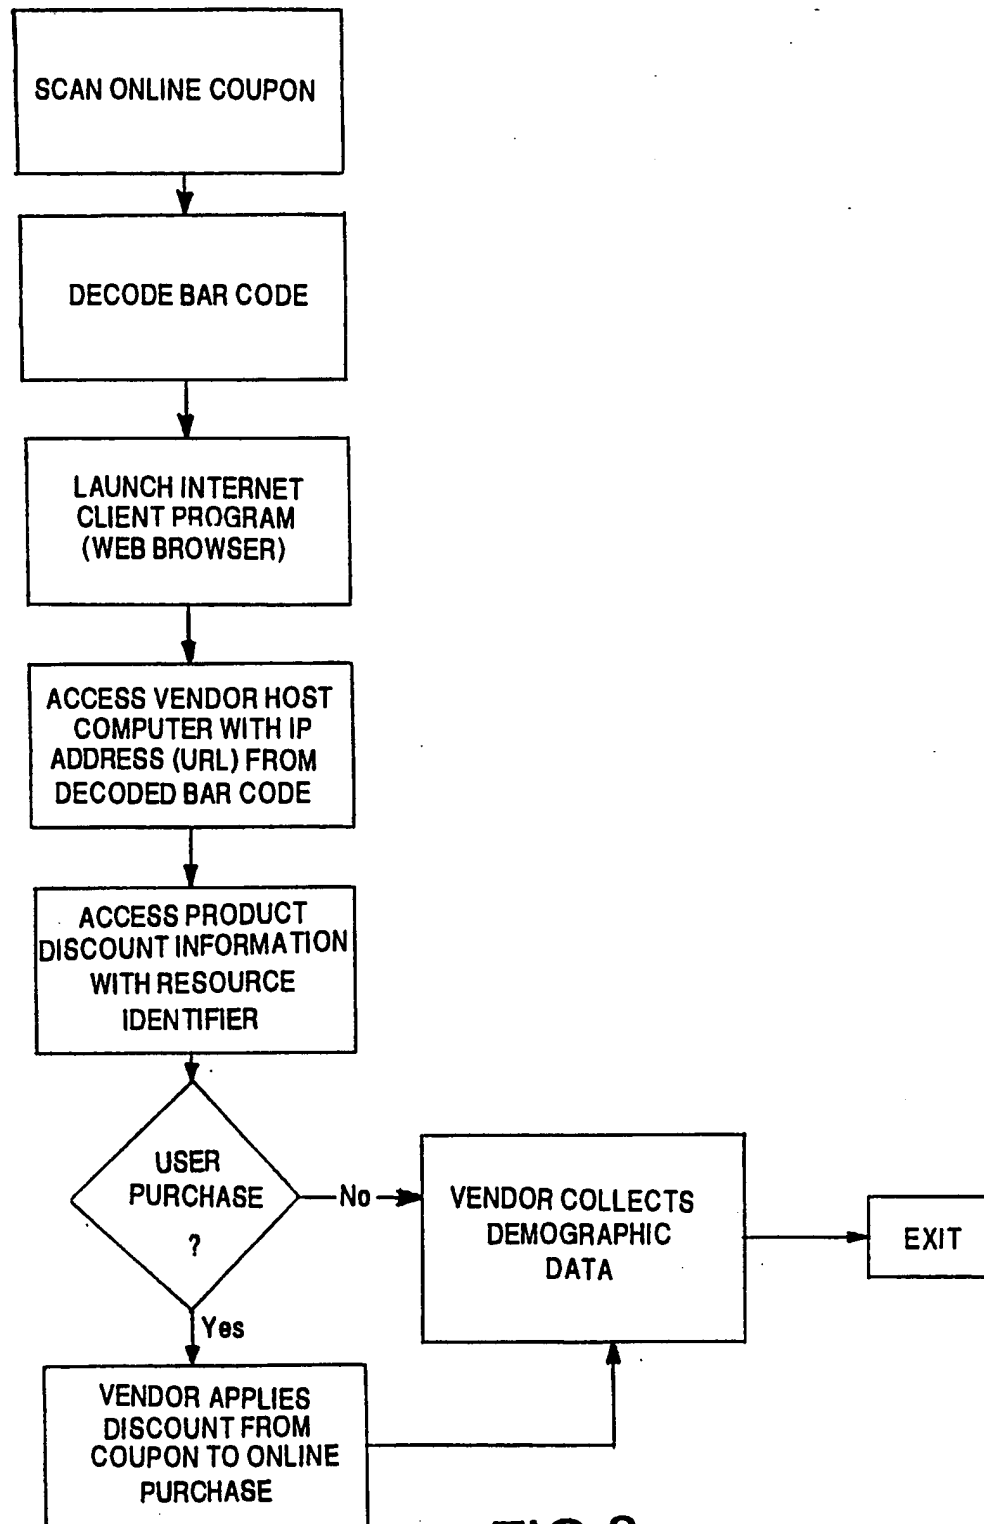 SCAN ONLINE COUPON
DECODE BAR CODE
LAUNCH INTERNET
CLIENT PROGRAM
(WEB BROWSER)
ACCESS VENDOR HOST
COMPUTER WITH IP
ADDRESS (URL) FROM
DECODED BAR CODE
ACCESS PRODUCT
DISCOUNT INFORMATION
WITH RESOURCE
IDENTIFIER
USER
PURCHASE
?
No
VENDOR COLLECTS
DEMOGRAPHIC
DATA
EXIT
Yes
VENDOR APPLIES
DISCOUNT FROM
COUPON TO ONLINE
PURCHASE